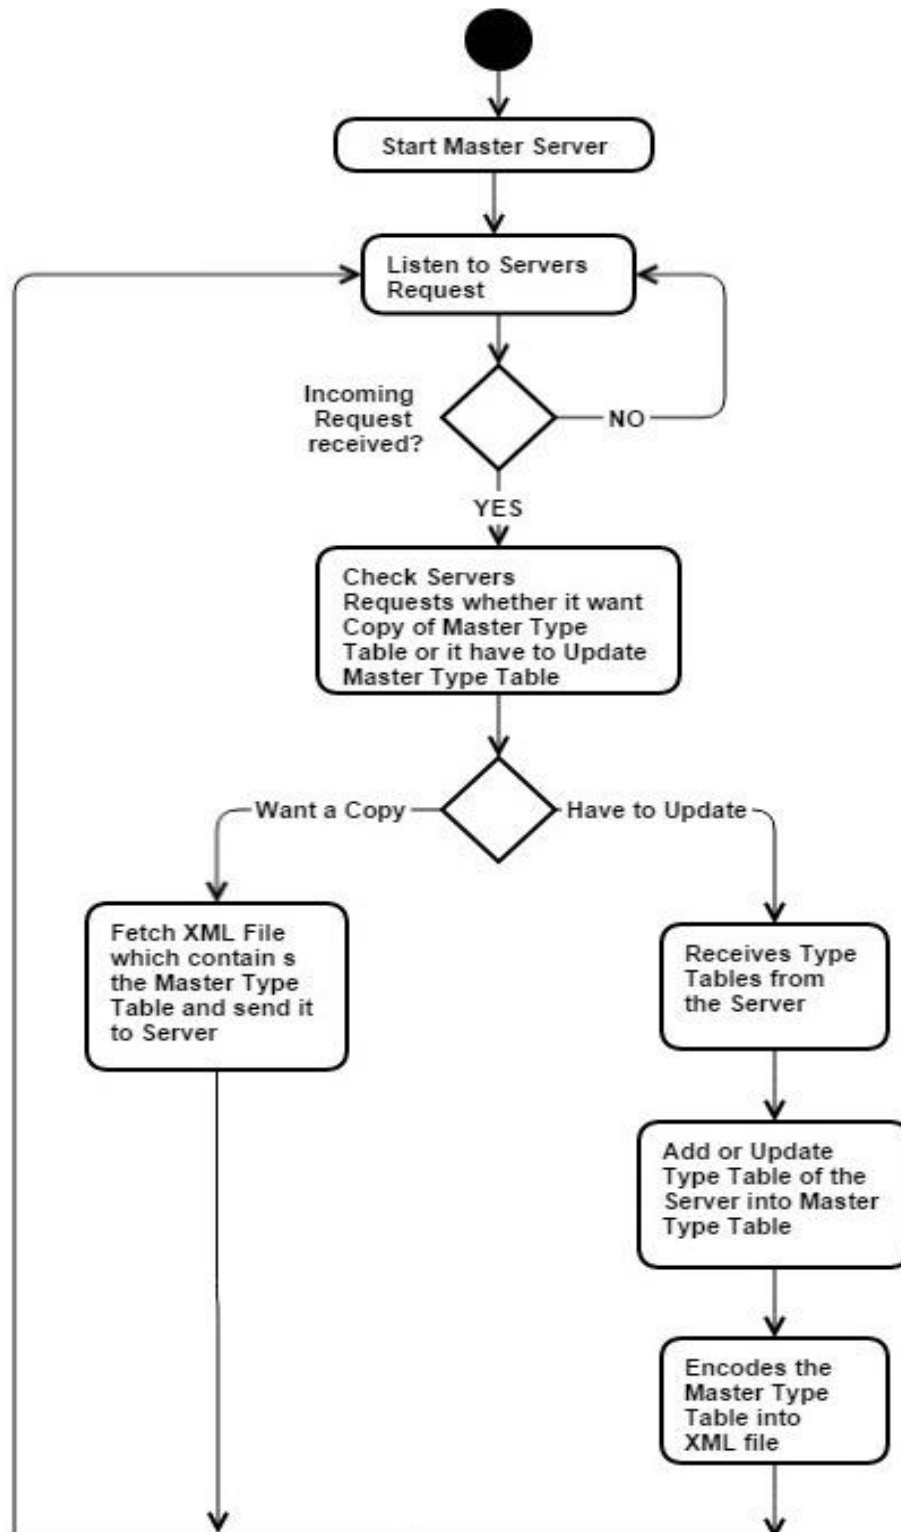 Start Master Server
Listen to Servers
Request
Incoming
Request
received?
NO
YES
Check Servers
Requests whether it want
Copy of Master Type
Table or it have to Update
Master Type Table
Want a Copy
Have to Update
Fetch XML File
which contain s
the Master Type
Table and send it
to Server
Receives Type
Tables from
the Server
Add or Update
Type Table of the
Server into Master
Type Table
Encodes the
Master Type
Table into
XML file